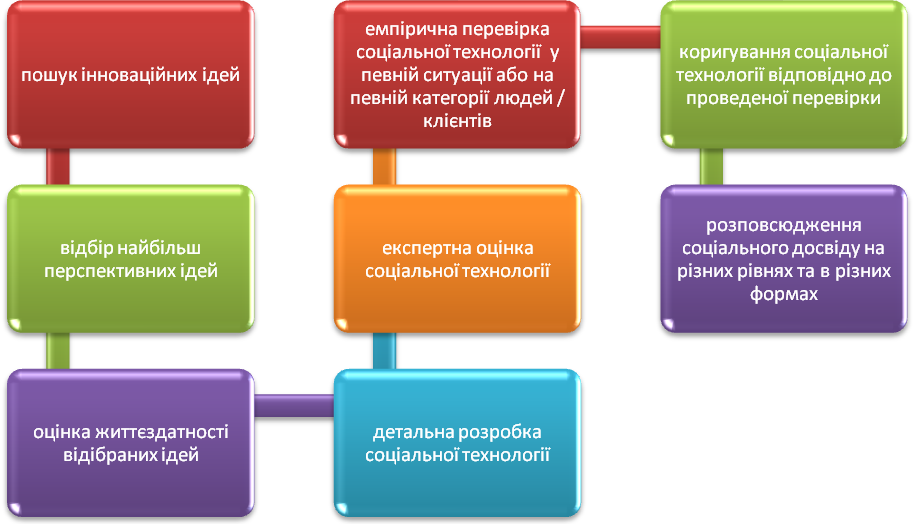 пошук інноваційних ідей
відбір найбільш
перспективних ідей
оцінка життєздатності
відібраних ідей
детальна розробка
соціальної технології
експертна оцінка
соціальної технології
емпірична перевірка
соціальної технології у
певній ситуації або на
певній категорії людей /
клієнтів
коригування соціальної
технології відповідно до
проведеної перевірки
розповсюдження
соціального досвіду на
різних рівнях та в різних
формах